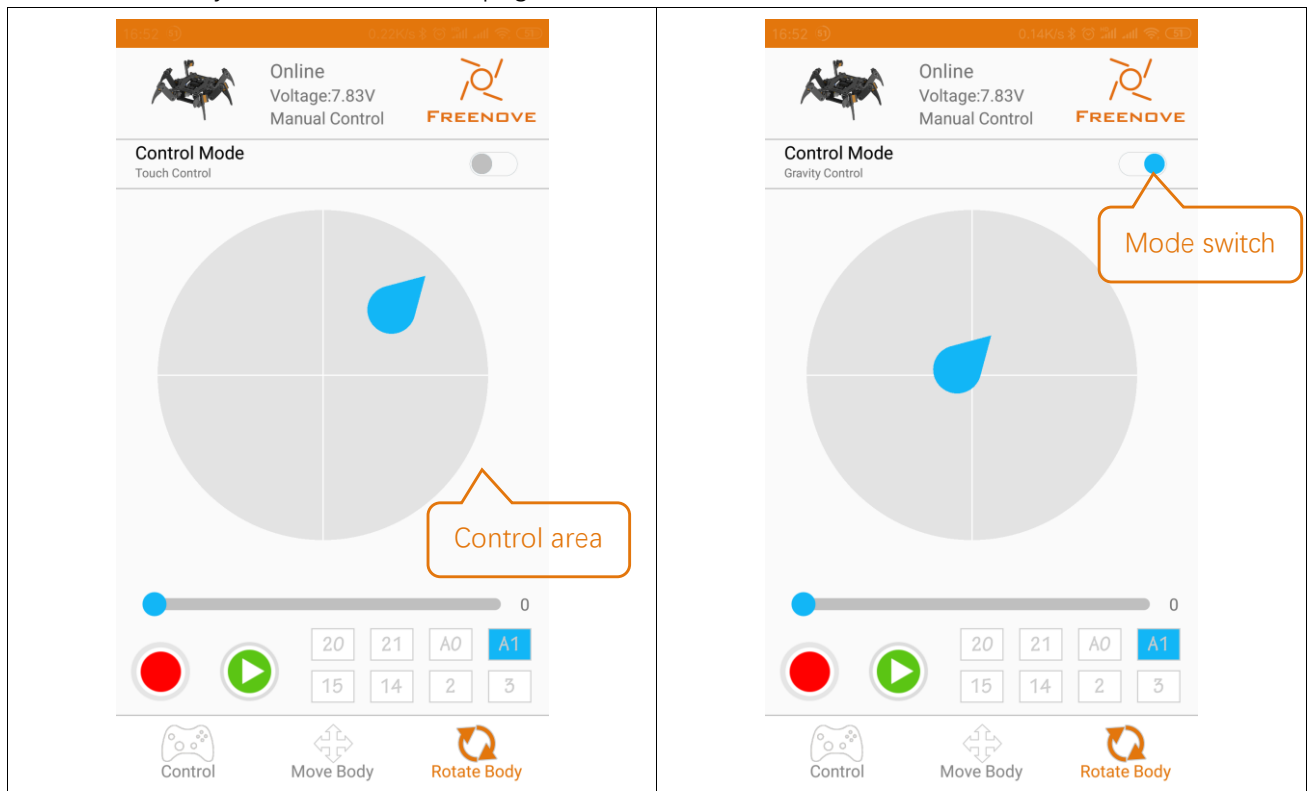 16:52
0.22K/s
Online
Voltage:7.83V
Manual Control
FREENOVE
Control Mode
Touch Control
Control area
0
20 21 A0 A1
15 14 2 3
Control Move Body Rotate Body
16:52
0.14K/s
Online
Voltage:7.83V
Manual Control
FREENOVE
Control Mode
Gravity Control
Mode switch
0
20 21 A0 A1
15 14 2 3
Control Move Body Rotate Body